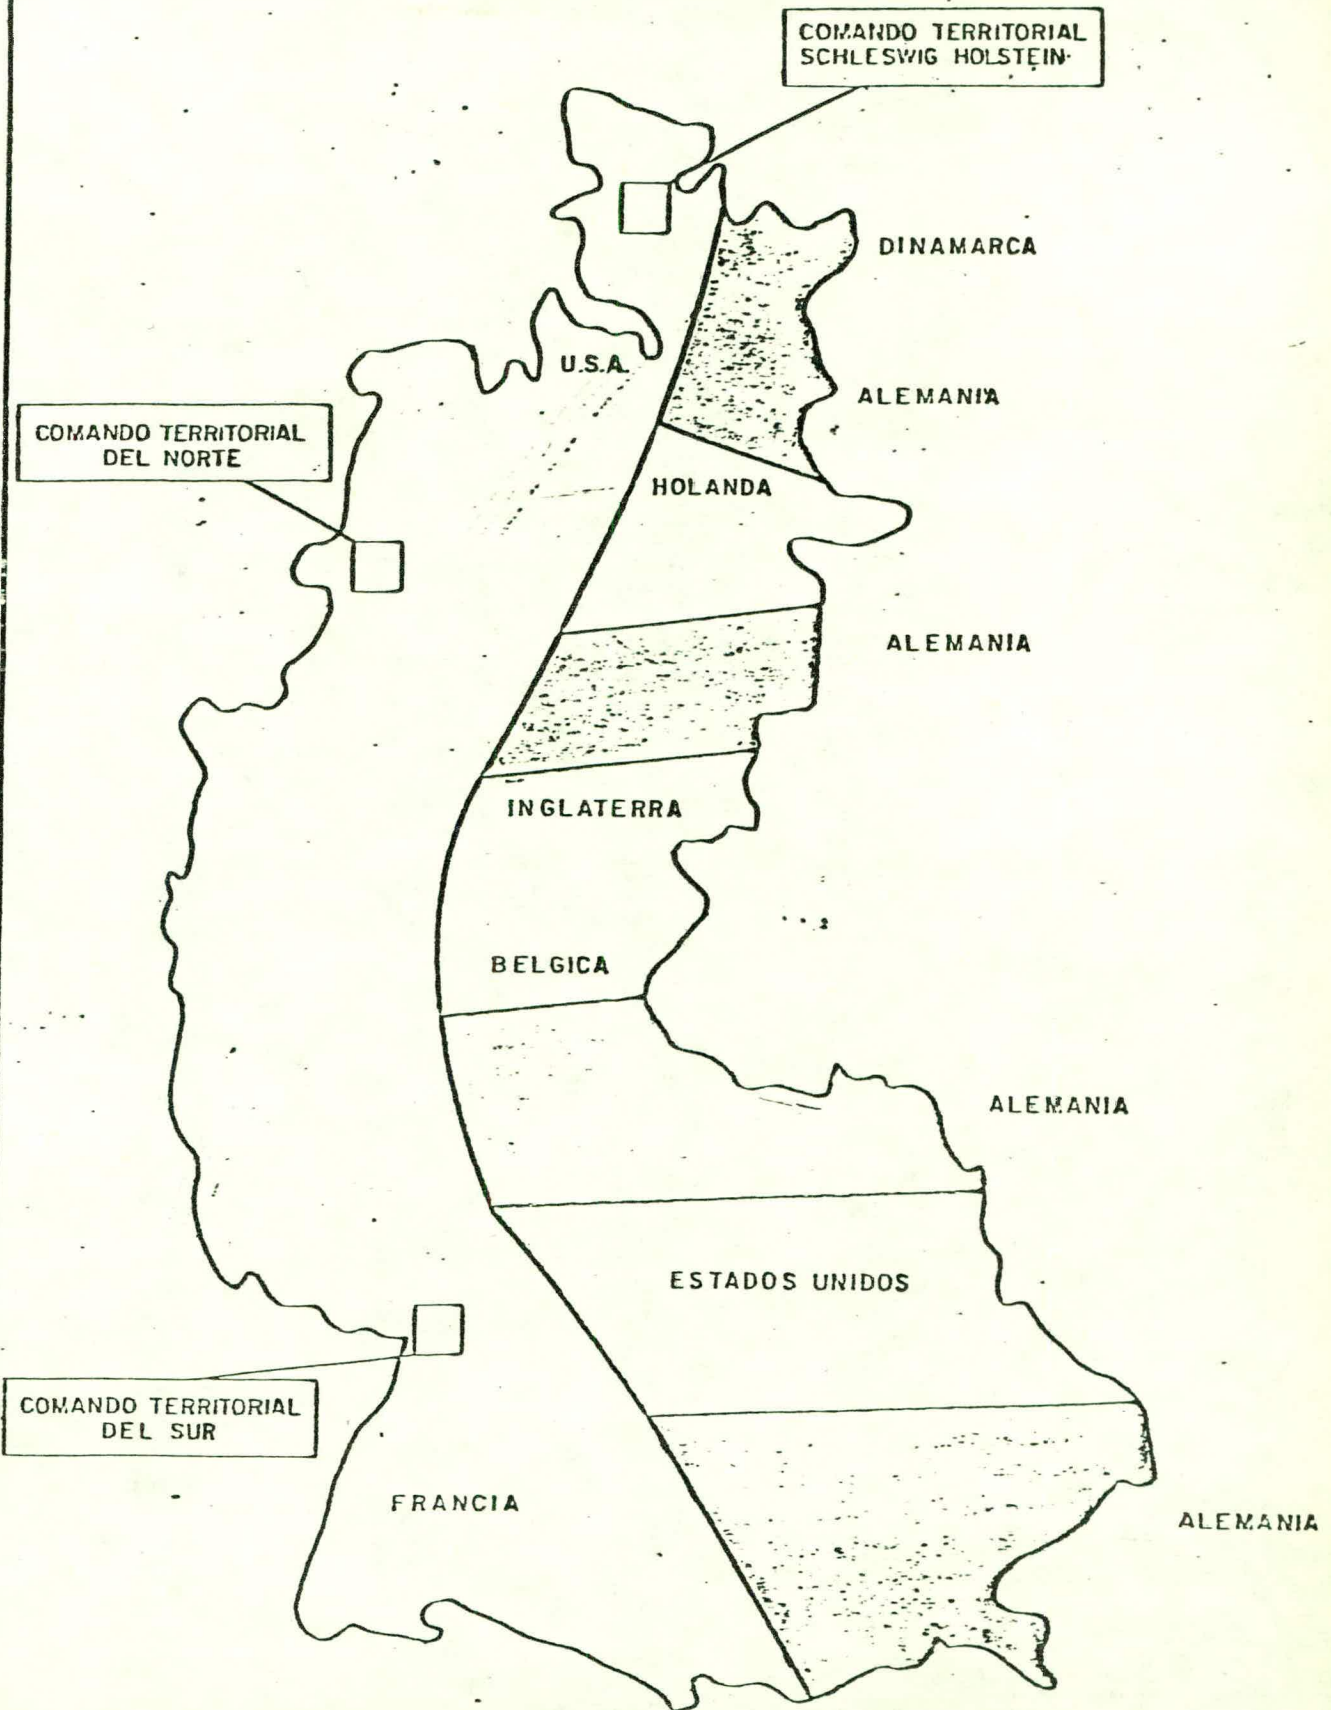 COMANDO TERRITORIAL
SCHLESWIG HOLSTEIN
DINAMARCA
U.S.A.
ALEMANIA
COMANDO TERRITORIAL
DEL NORTE
HOLANDA
ALEMANIA
INGLATERRA
BELGICA
ALEMANIA
ESTADOS UNIDOS
COMANDO TERRITORIAL
DEL SUR
FRANCIA
ALEMANIA